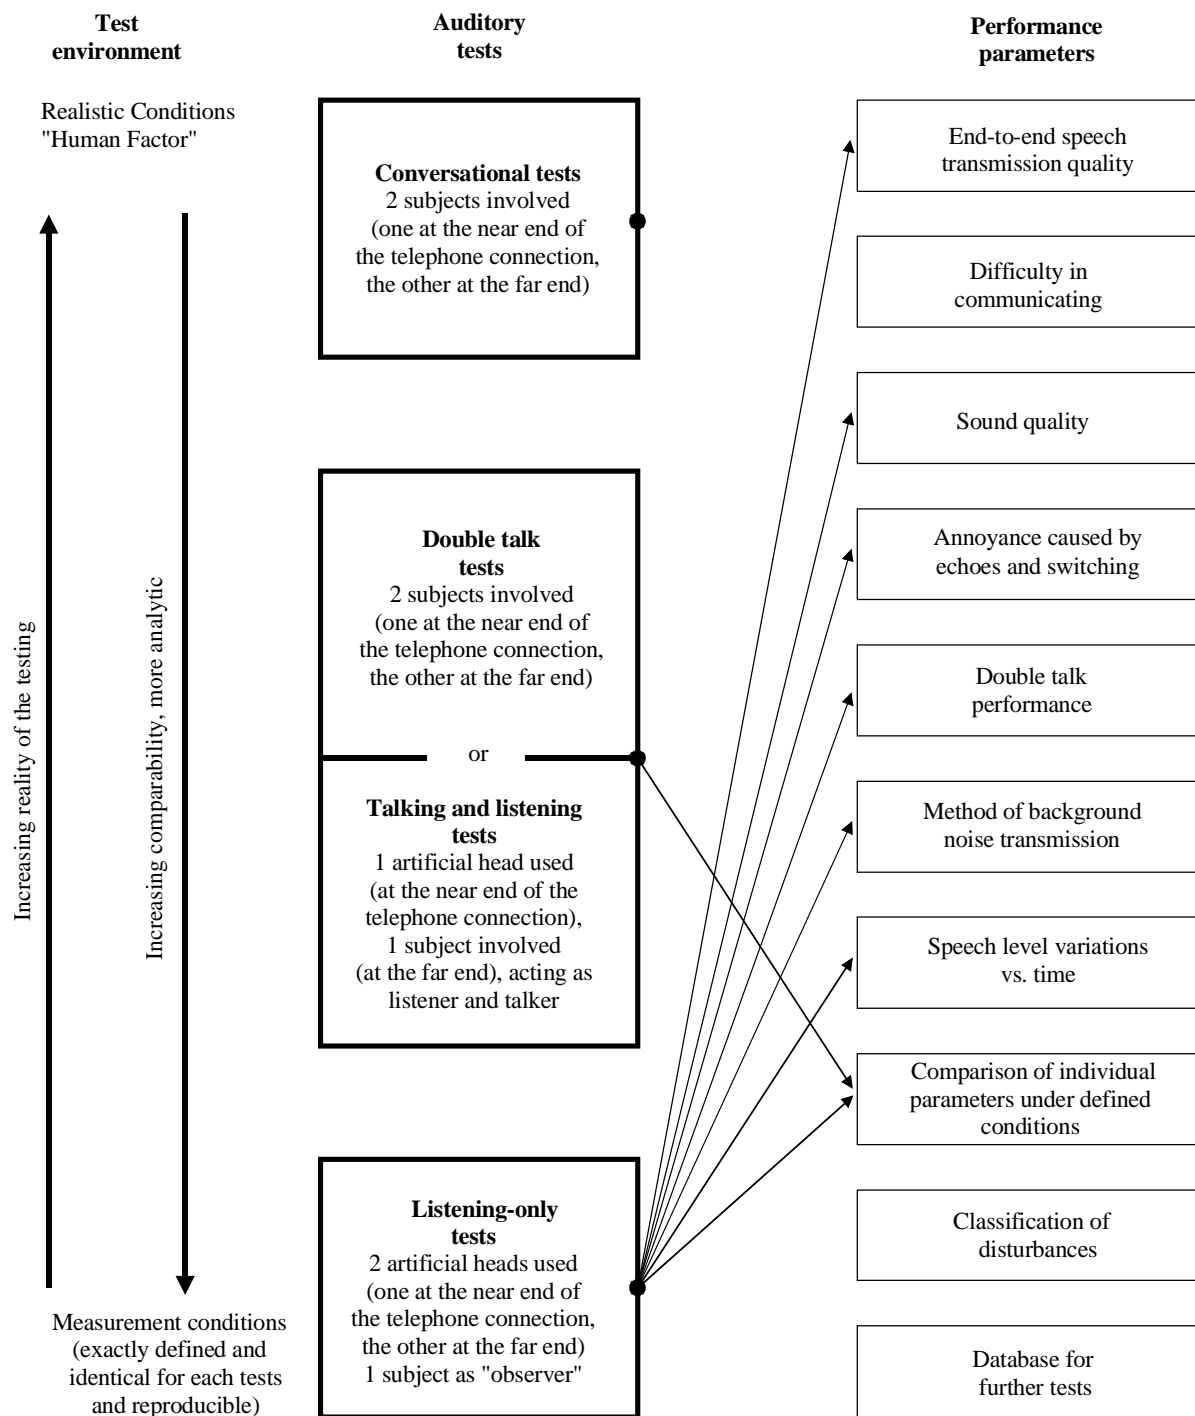 Test
environment
Auditory
tests
Performance
parameters
Realistic Conditions
"Human Factor"
Increasing reality of the testing
Increasing comparability, more analytic
Measurement conditions
(exactly defined and
identical for each tests
and reproducible)
Conversational tests
2 subjects involved
(one at the near end of
the telephone connection,
the other at the far end)
Double talk
tests
2 subjects involved
(one at the near end of
the telephone connection,
the other at the far end)
or
Talking and listening
tests
1 artificial head used
(at the near end of the
telephone connection),
1 subject involved
(at the far end), acting as
listener and talker
Listening-only
tests
2 artificial heads used
(one at the near end of
the telephone connection,
the other at the far end)
1 subject as "observer"
End-to-end speech
transmission quality
Difficulty in
communicating
Sound quality
Annoyance caused by
echoes and switching
Double talk
performance
Method of background
noise transmission
Speech level variations
vs. time
Comparison of individual
parameters under defined
conditions
Classification of
disturbances
Database for
further tests